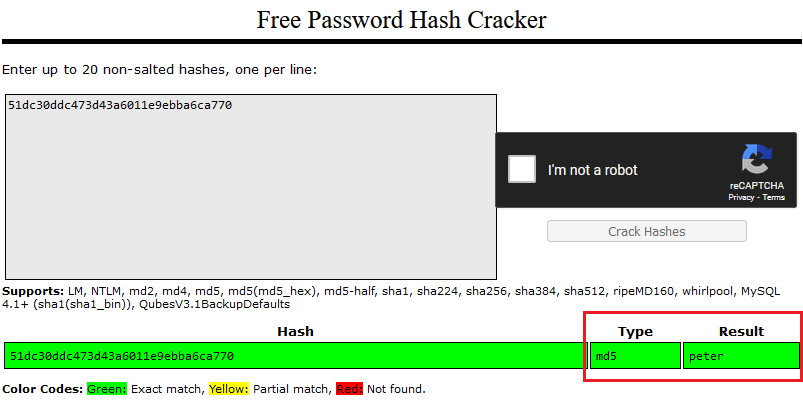 Free Password Hash Cracker
Enter up to 20 non-salted hashes, one per line:
51dc30ddc473d43a6011e9ebba6ca770
I'm not a robot
reCAPTCHA
Privacy - Terms
Crack Hashes
Supports: LM, NTLM, md2, md4, md5, md5(md5_hex), md5-half, sha1, sha224, sha256, sha384, sha512, ripeMD160, whirlpool, MySQL
4.1+ (sha1(sha1_bin)), QubesV3.1BackupDefaults
Hash Type Result
51dc30ddc473d43a6011e9ebba6ca770 md5 peter
Color Codes: Green: Exact match, Yellow: Partial match, Red: Not found.